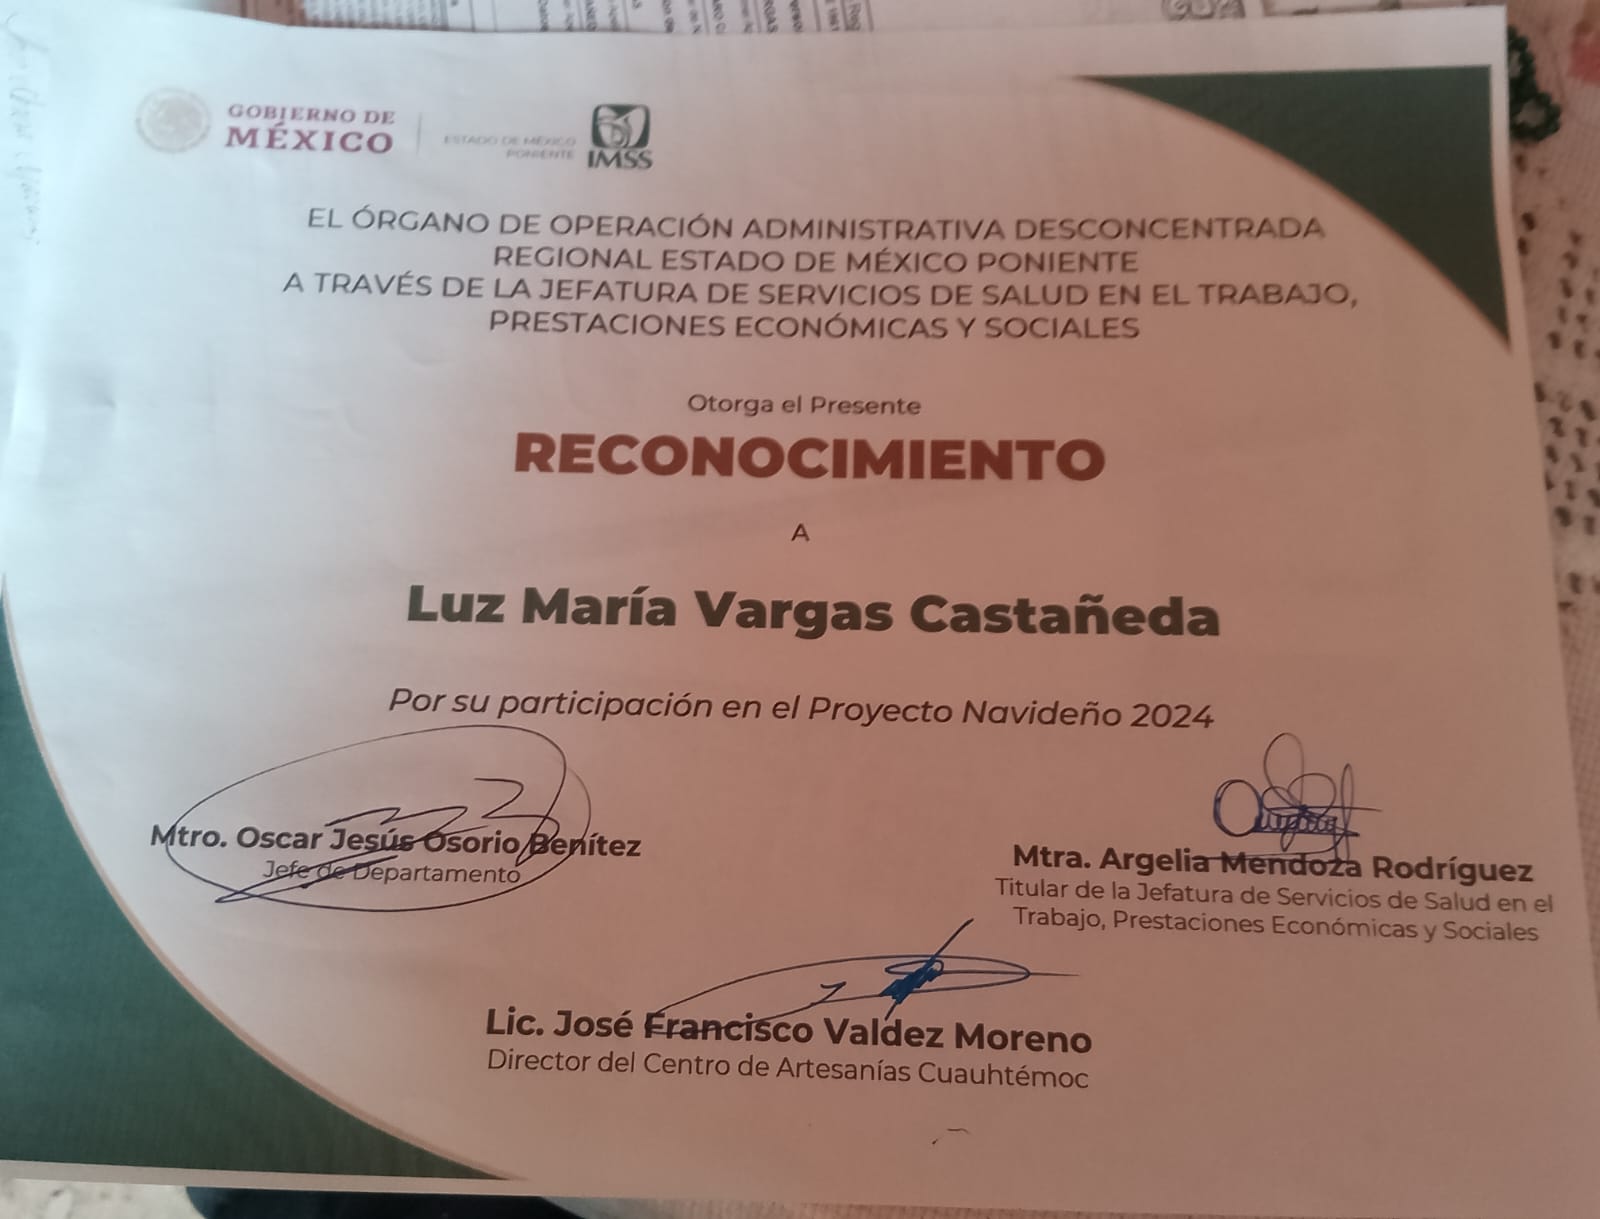 GOBIERNO DE
MÉXICO
ESTADO DE MÉXICO
PONIENTE
IMSS
EL ÓRGANO DE OPERACIÓN ADMINISTRATIVA DESCONCENTRADA
REGIONAL ESTADO DE MÉXICO PONIENTE
A TRAVÉS DE LA JEFATURA DE SERVICIOS DE SALUD EN EL TRABAJO,
PRESTACIONES ECONÓMICAS Y SOCIALES
Otorga el Presente
RECONOCIMIENTO
A
Luz María Vargas Castañeda
Por su participación en el Proyecto Navideño 2024
Mtro. Oscar Jesús Osorio Benítez
Jefe de Departamento
Mtra. Argelia Mendoza Rodríguez
Titular de la Jefatura de Servicios de Salud en el
Trabajo, Prestaciones Económicas y Sociales
Lic. José Francisco Valdez Moreno
Director del Centro de Artesanías Cuauhtémoc